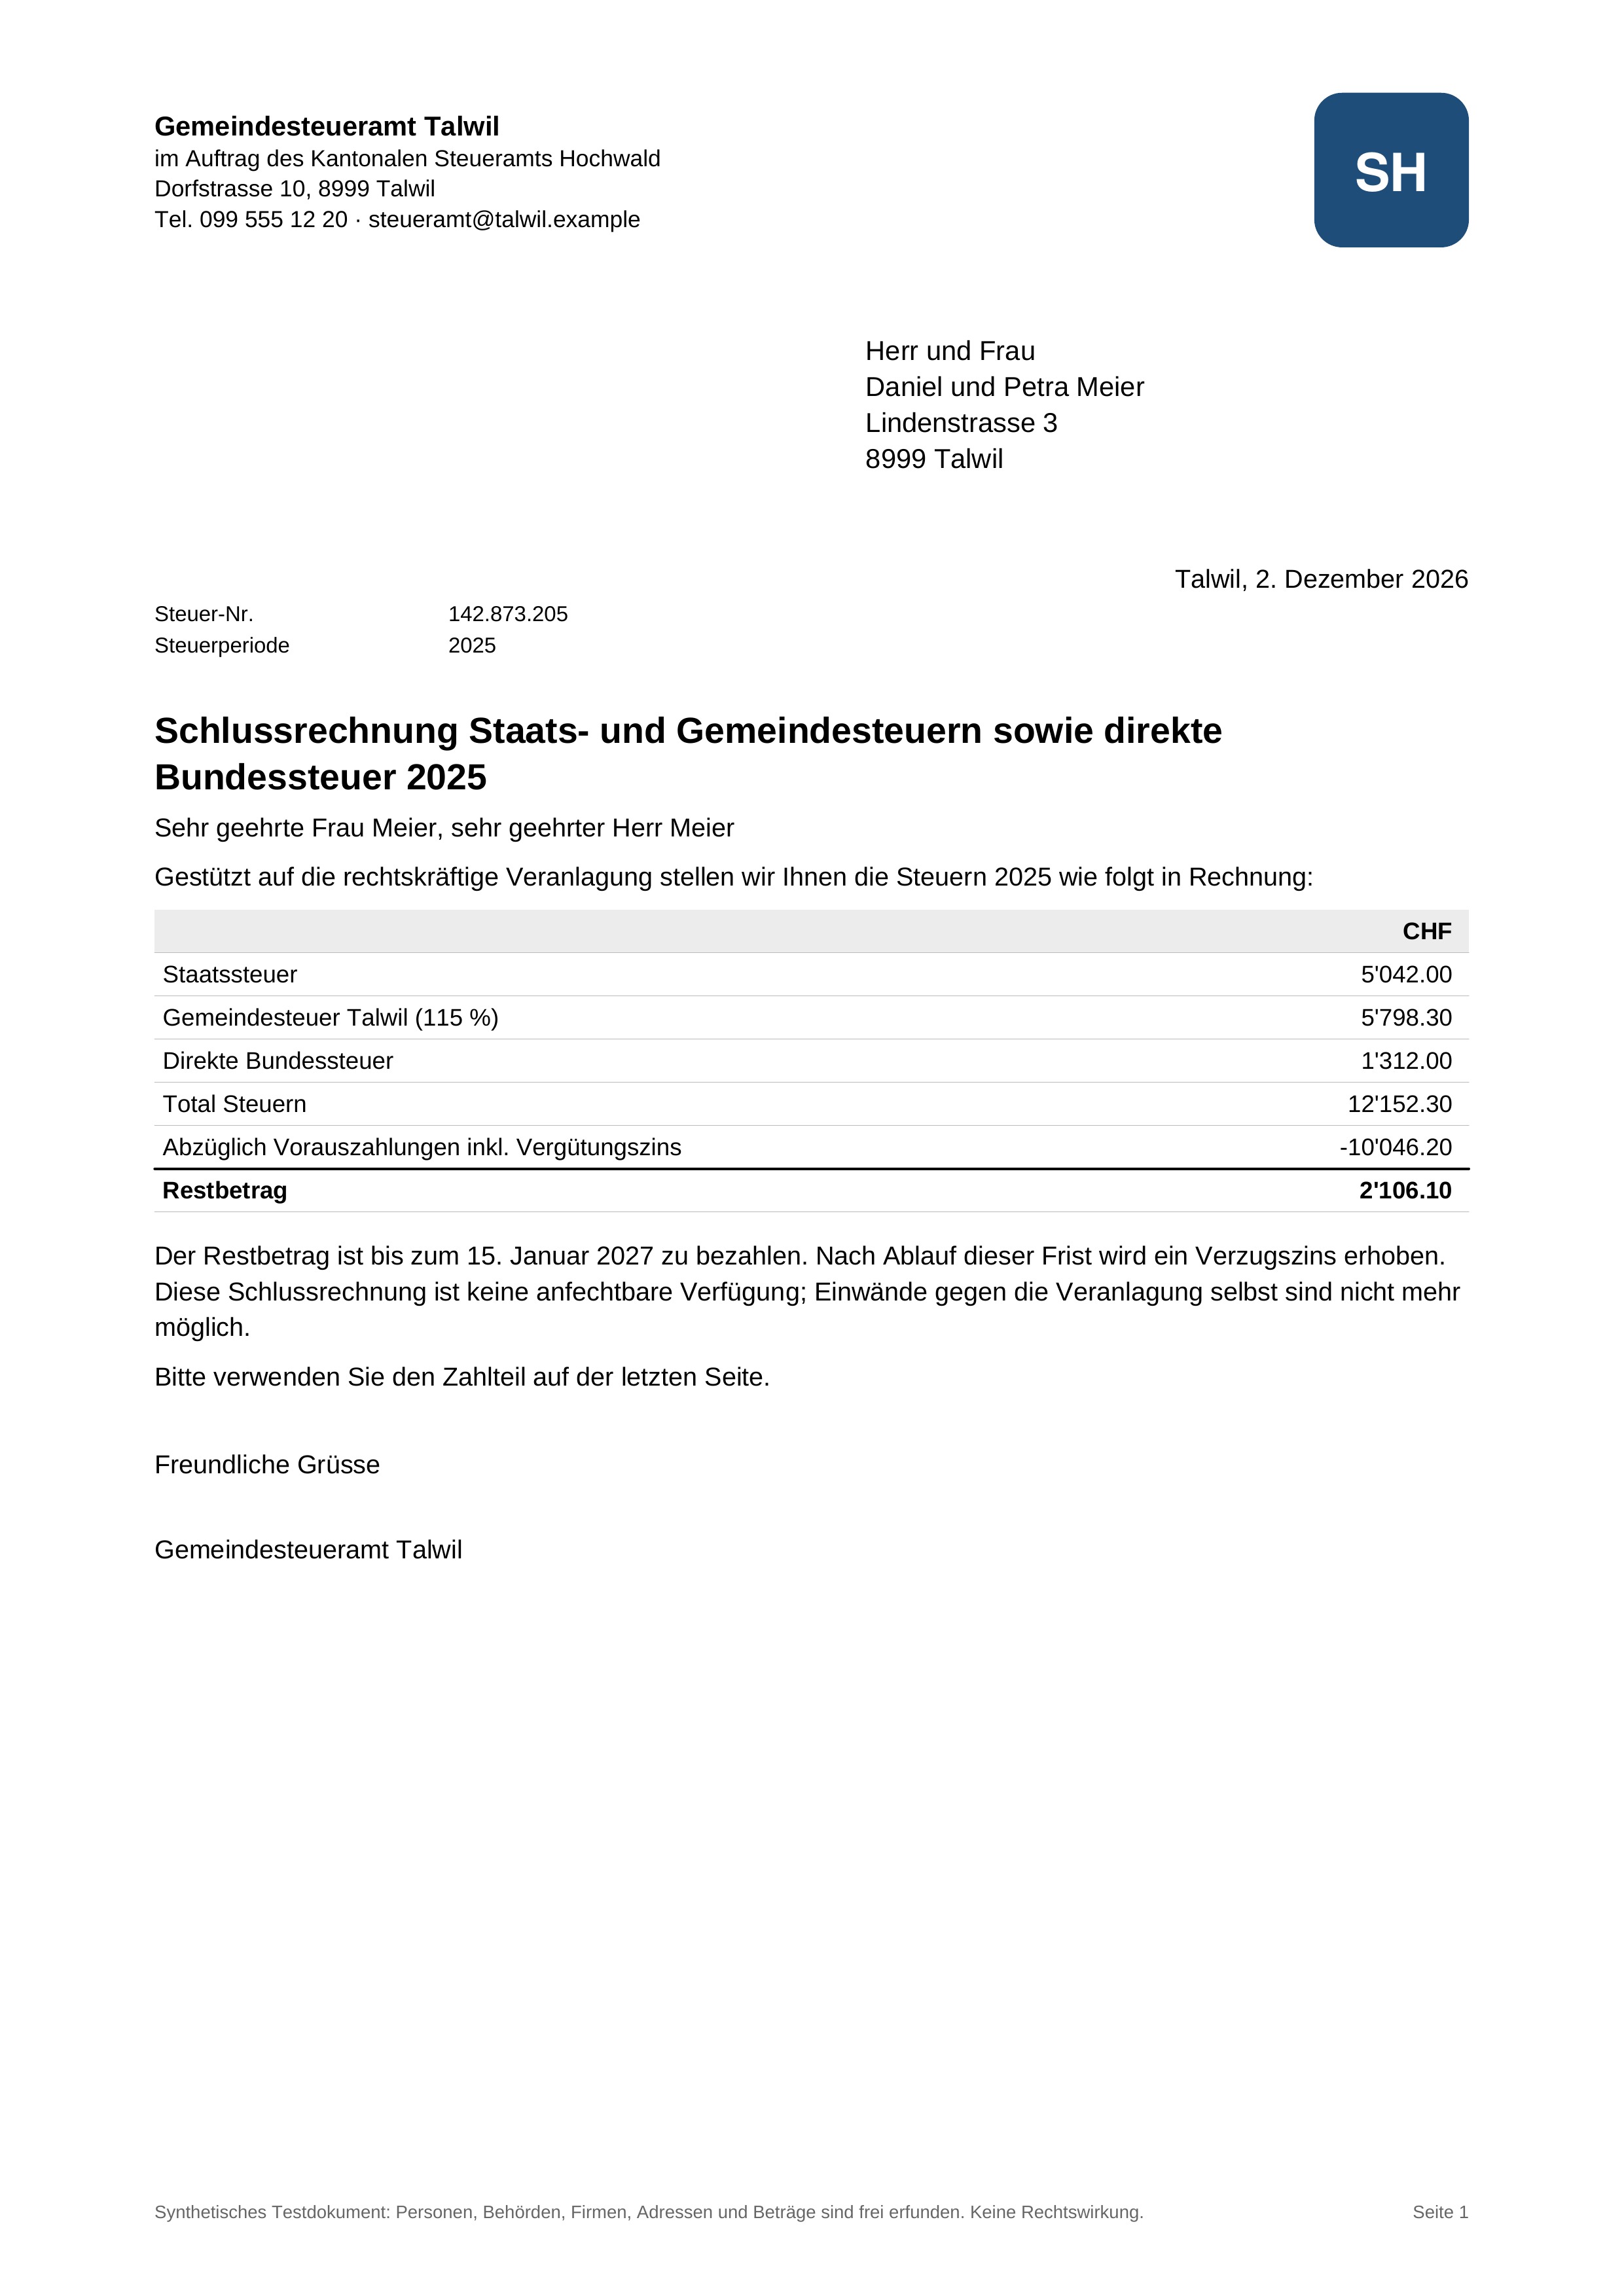 Gemeindesteueramt Talwil
im Auftrag des Kantonalen Steueramts Hochwald
Dorfstrasse 10, 8999 Talwil
Tel. 099 555 12 20 · steueramt@talwil.example
SH
Herr und Frau
Daniel und Petra Meier
Lindenstrasse 3
8999 Talwil
Talwil, 2. Dezember 2026
Steuer-Nr. 142.873.205
Steuerperiode 2025
Schlussrechnung Staats- und Gemeindesteuern sowie direkte
Bundessteuer 2025
Sehr geehrte Frau Meier, sehr geehrter Herr Meier
Gestützt auf die rechtskräftige Veranlagung stellen wir Ihnen die Steuern 2025 wie folgt in Rechnung:
CHF
Staatssteuer 5'042.00
Gemeindesteuer Talwil (115 %) 5'798.30
Direkte Bundessteuer 1'312.00
Total Steuern 12'152.30
Abzüglich Vorauszahlungen inkl. Vergütungszins -10'046.20
Restbetrag 2'106.10
Der Restbetrag ist bis zum 15. Januar 2027 zu bezahlen. Nach Ablauf dieser Frist wird ein Verzugszins erhoben.
Diese Schlussrechnung ist keine anfechtbare Verfügung; Einwände gegen die Veranlagung selbst sind nicht mehr
möglich.
Bitte verwenden Sie den Zahlteil auf der letzten Seite.
Freundliche Grüsse
Gemeindesteueramt Talwil
Synthetisches Testdokument: Personen, Behörden, Firmen, Adressen und Beträge sind frei erfunden. Keine Rechtswirkung. Seite 1